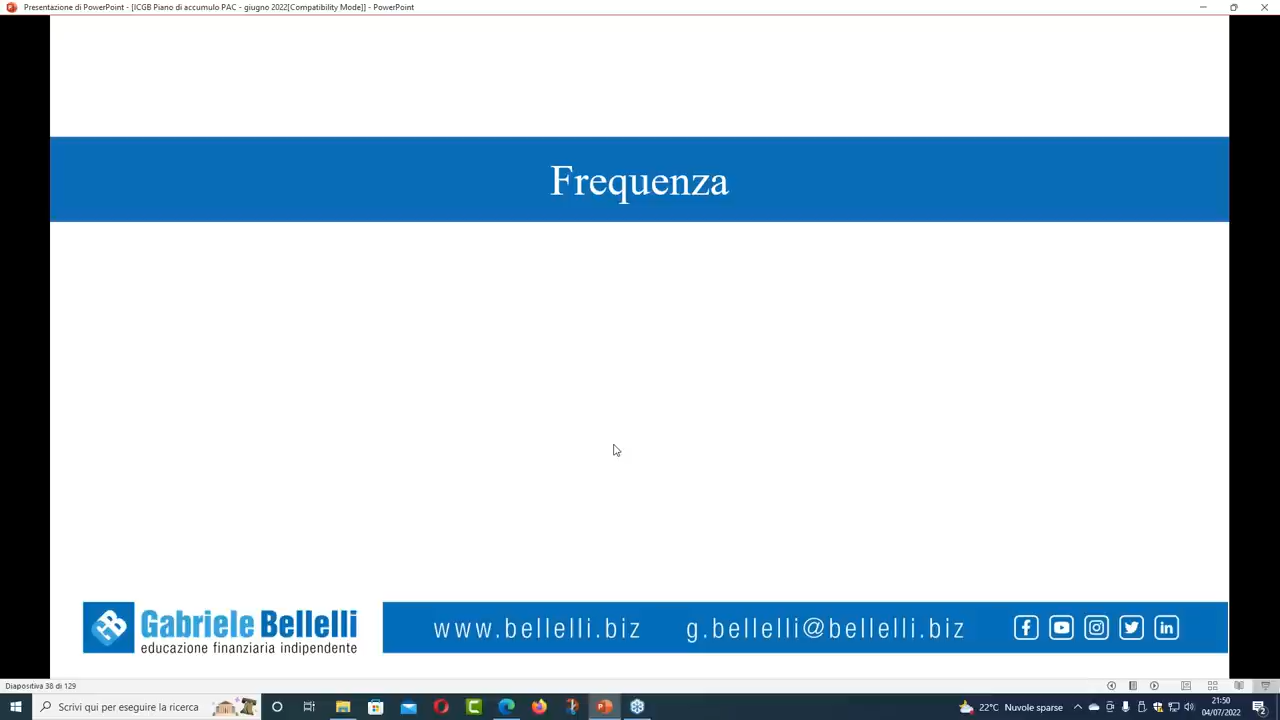 Presentazione di PowerPoint - [ICGB Piano di accumulo PAC - giugno 2022[Compatibility Mode]] - PowerPoint
Frequenza
Gabriele Bellelli
educazione finanziaria indipendente
www.bellelli.biz g.bellelli@bellelli.biz
Diapositiva 38 di 129
Scrivi qui per eseguire la ricerca
22°C Nuvole sparse
21:50
04/07/2022
2